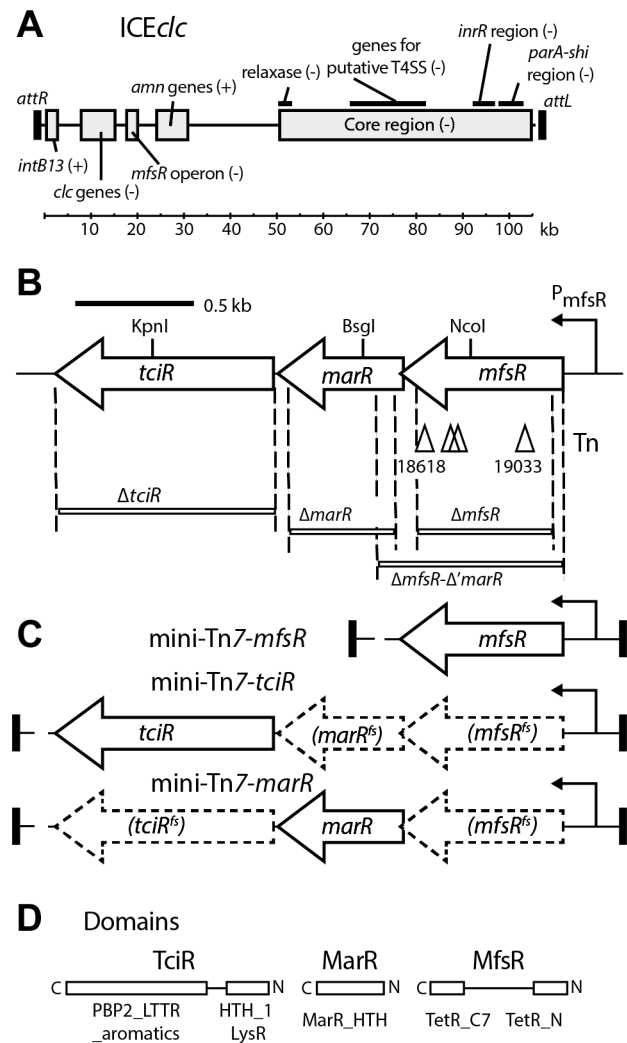 A
ICEclc
inrR region (-)
genes for
putative T4SS (-)
parA-shi
region (-)
relaxase (-)
amn genes (+)
attR
attL
Core region (-)
intB13 (+)
mfsR operon (-)
clc genes (-)
10 20 30 40 50 60 70 80 90 100 kb
B
0.5 kb
PmfsR
KpnI
BsgI
NcoI
tciR
marR
mfsR
Tn
18618
19033
ΔtciR
ΔmarR
ΔmfsR
ΔmfsR-Δ'marR
C
mini-Tn7-mfsR
mfsR
mini-Tn7-tciR
tciR
(marRfs)
(mfsRfs)
mini-Tn7-marR
(tciRfs)
marR
(mfsRfs)
D
Domains
TciR
MarR
MfsR
C N C N C N
PBP2_LTTR
_aromatics
HTH_1
LysR
MarR_HTH
TetR_C7
TetR_N